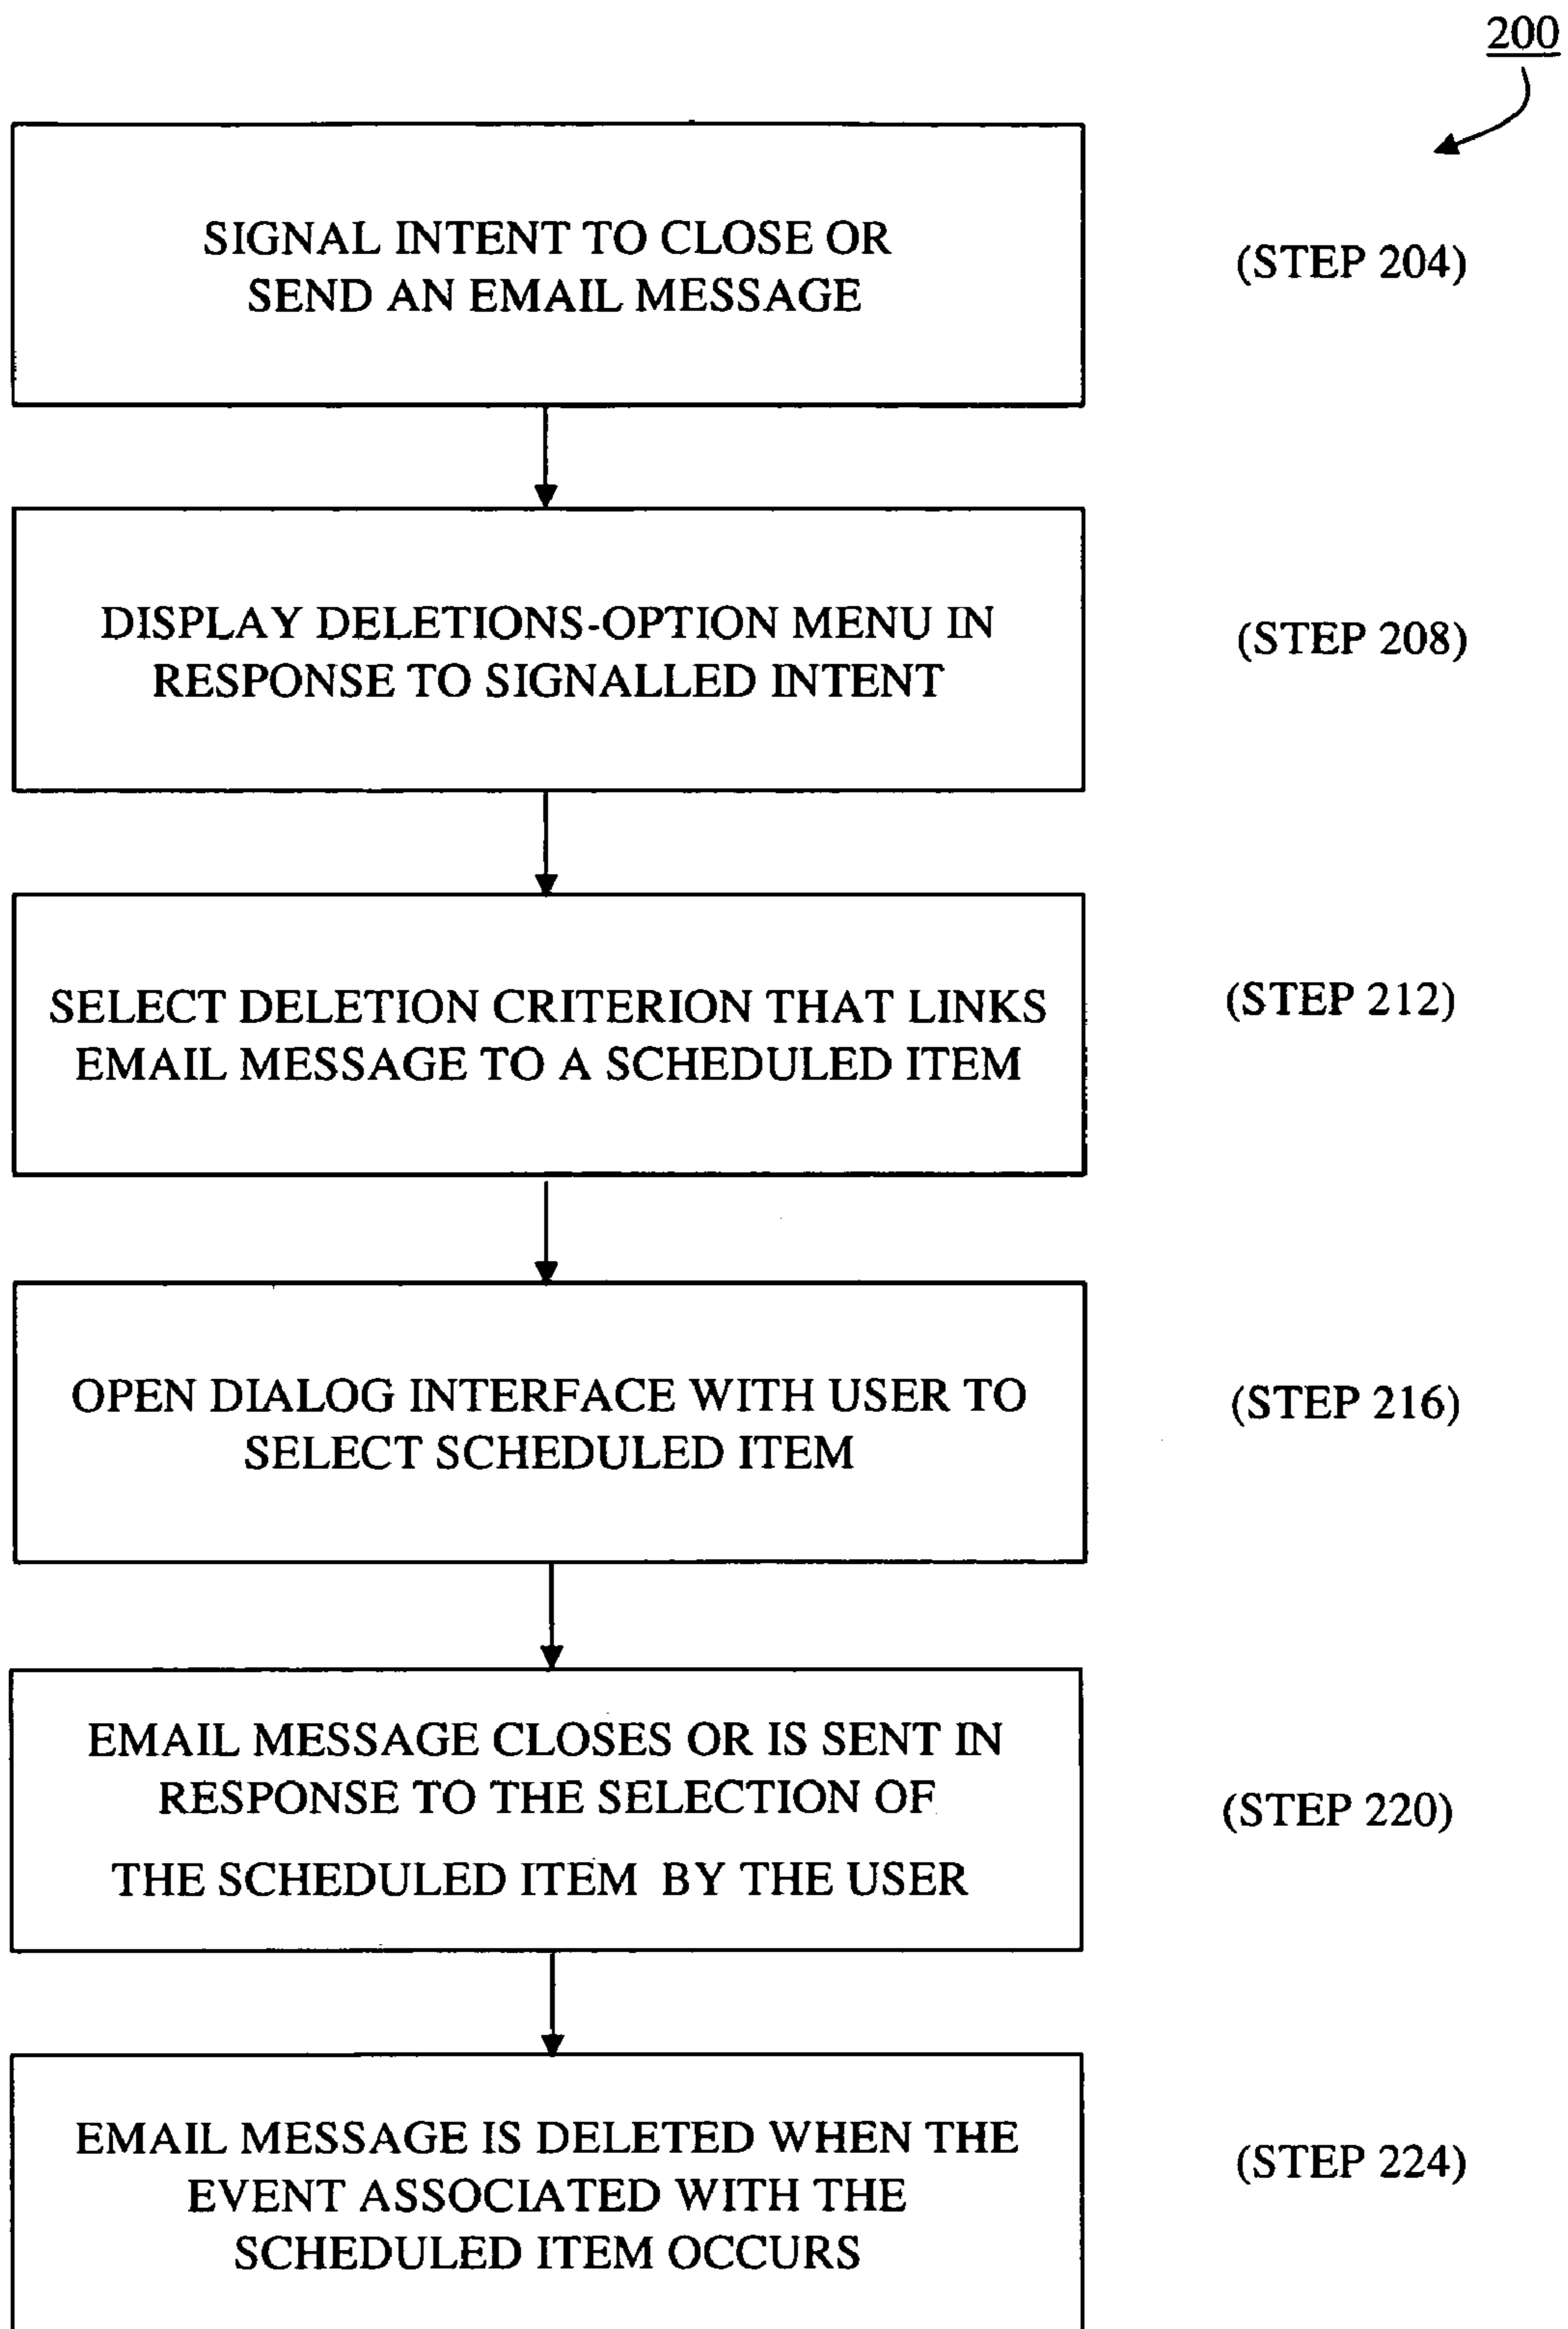 200
SIGNAL INTENT TO CLOSE OR
SEND AN EMAIL MESSAGE
(STEP 204)
DISPLAY DELETIONS-OPTION MENU IN
RESPONSE TO SIGNALLED INTENT
(STEP 208)
SELECT DELETION CRITERION THAT LINKS
EMAIL MESSAGE TO A SCHEDULED ITEM
(STEP 212)
OPEN DIALOG INTERFACE WITH USER TO
SELECT SCHEDULED ITEM
(STEP 216)
EMAIL MESSAGE CLOSES OR IS SENT IN
RESPONSE TO THE SELECTION OF
THE SCHEDULED ITEM BY THE USER
(STEP 220)
EMAIL MESSAGE IS DELETED WHEN THE
EVENT ASSOCIATED WITH THE
SCHEDULED ITEM OCCURS
(STEP 224)